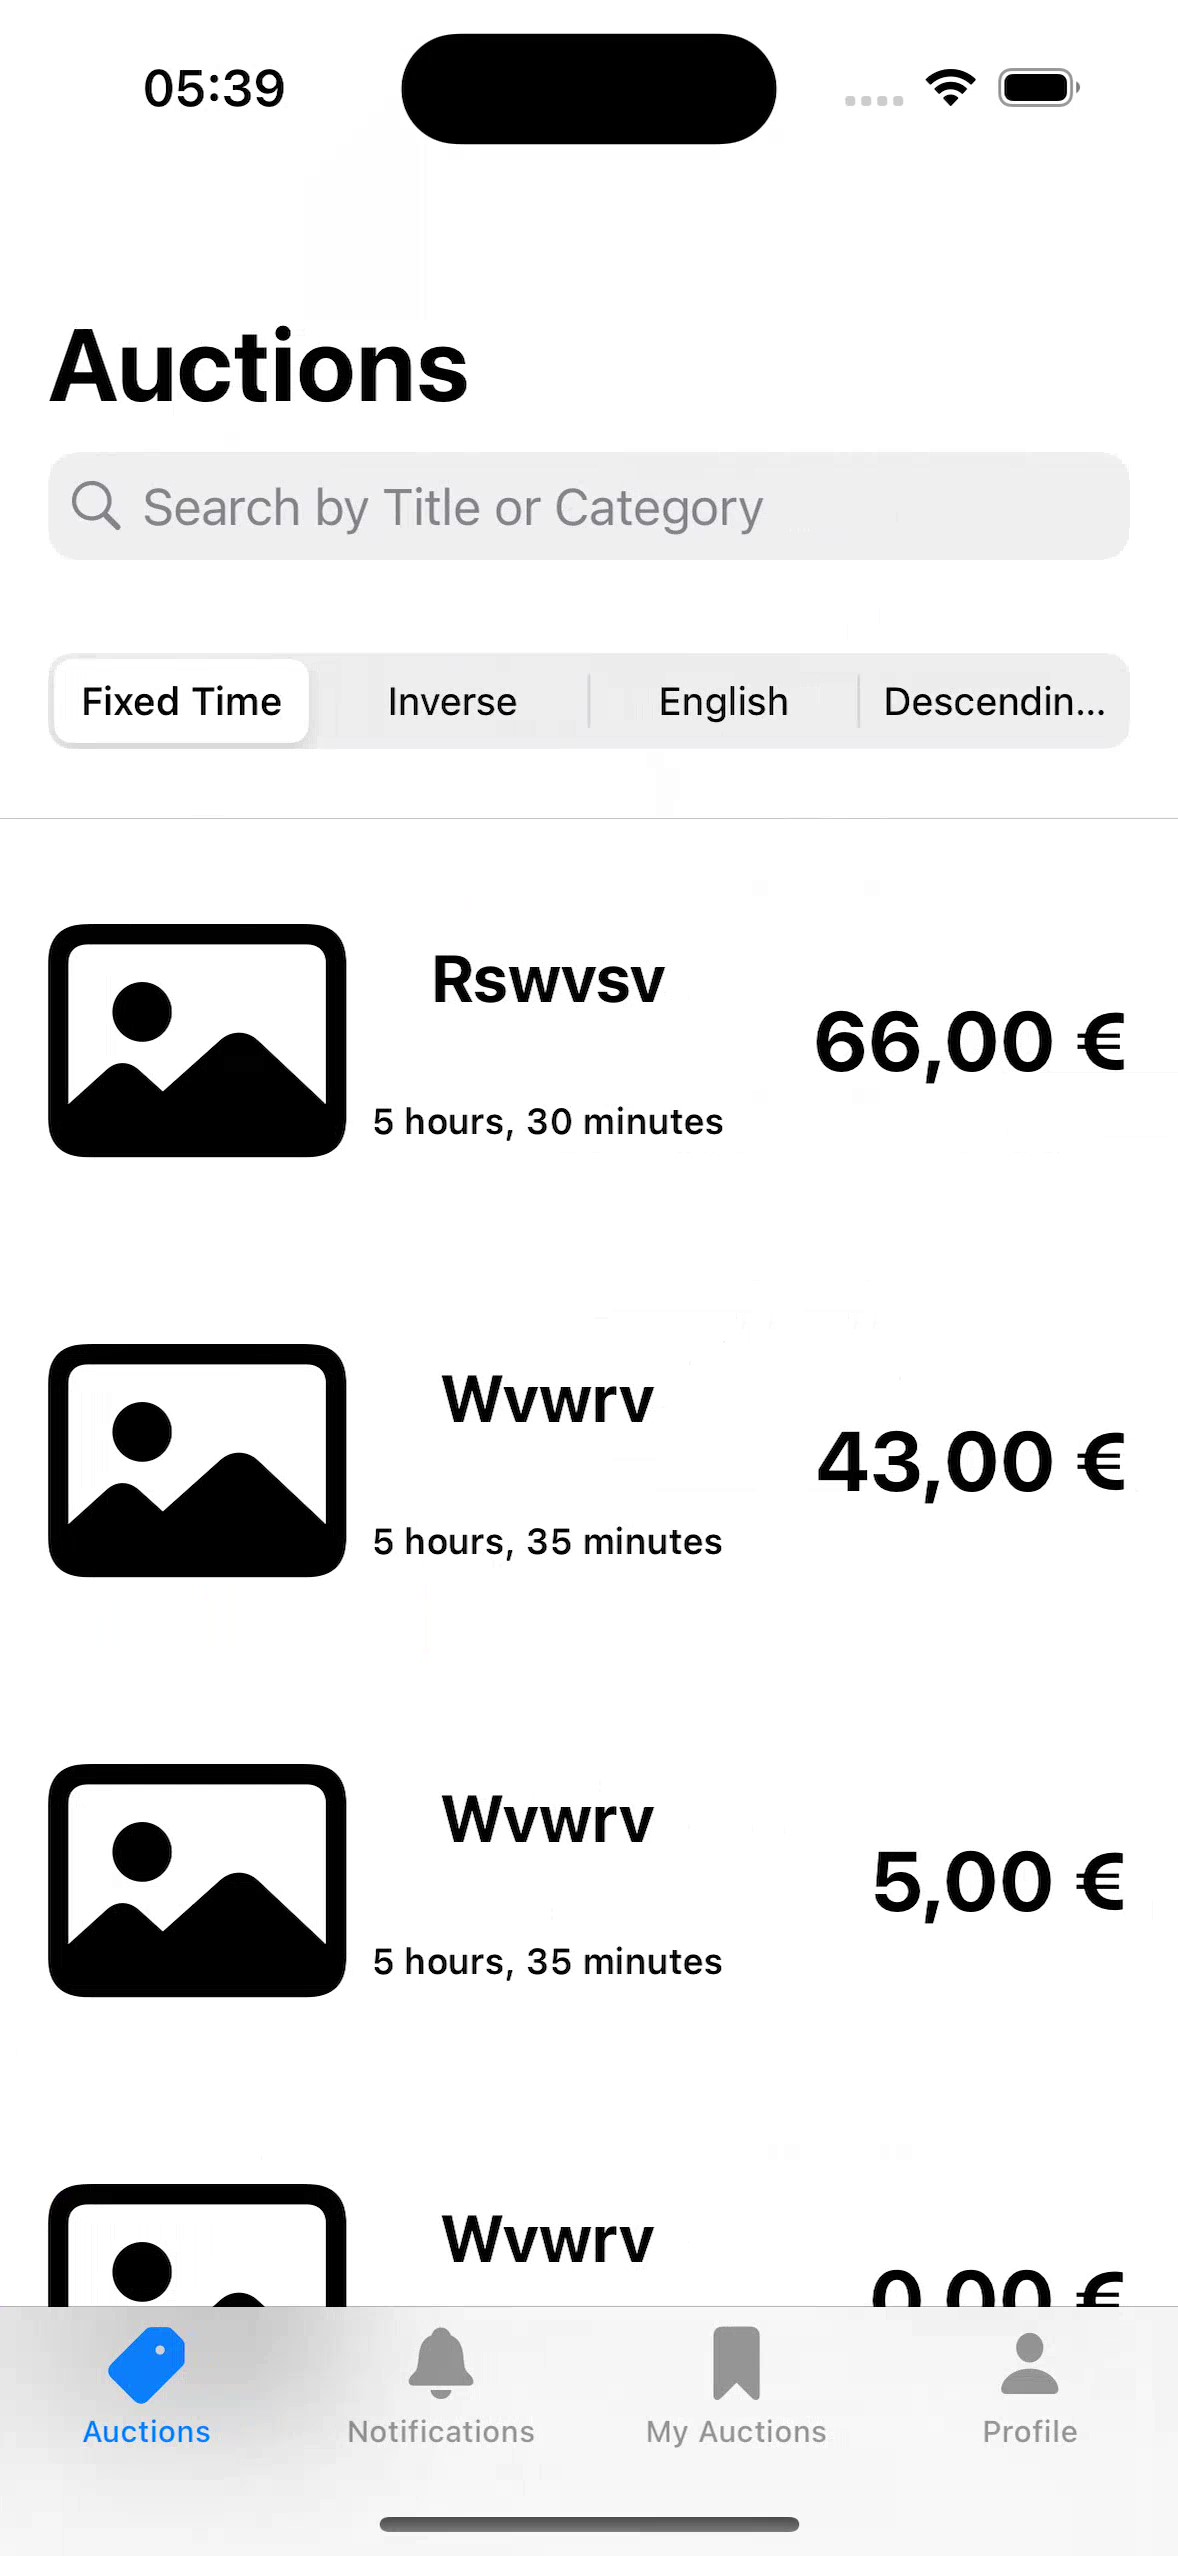 05:39
Auctions
Search by Title or Category
Fixed Time Inverse English Descendin...
Rswvsv
66,00 €
5 hours, 30 minutes
Wvwrv
43,00 €
5 hours, 35 minutes
Wvwrv
5,00 €
5 hours, 35 minutes
Wvwrv
0,00 €
Auctions Notifications My Auctions Profile